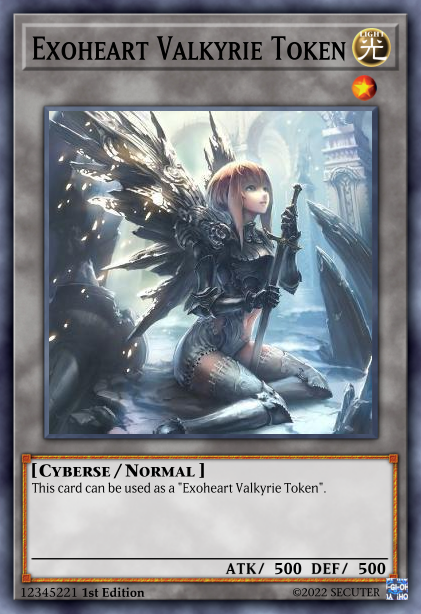 Exoheart Valkyrie Token
LIGHT
光
[Cyberse / Normal ]
This card can be used as a "Exoheart Valkyrie Token".
ATK/ 500 DEF/ 500
12345221 1st Edition
©2022 SECUTER